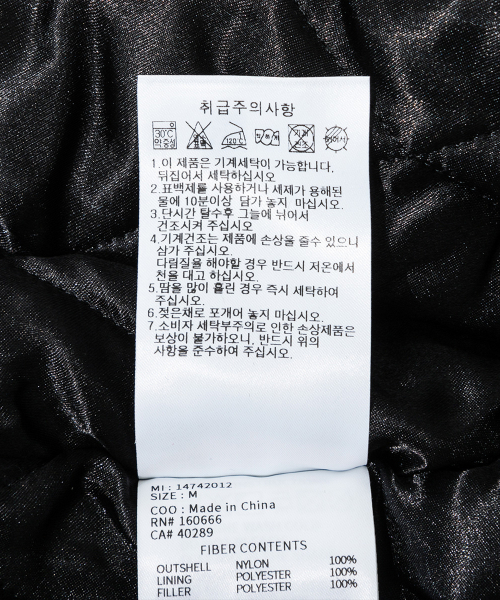 취급주의사항
30℃
약중성
120℃
1.이 제품은 기계세탁이 가능합니다.
뒤집어서 세탁하십시오
2.표백제를 사용하거나 세제가 용해된
물에 10분이상 담가 놓지 마십시오.
3.단시간 탈수후 그늘에 뉘어서
건조시켜 주십시오
4.기계건조는 제품에 손상을 줄수 있으니
삼가 주십시오.
다림질을 해야할 경우 반드시 저온에서
천을 대고 하십시오.
5.땀을 많이 흘린 경우 즉시 세탁하여
주십시오.
6.젖은채로 포개어 놓지 마십시오.
7.소비자 세탁부주의로 인한 손상제품은
보상이 불가하오니, 반드시 위의
사항을 준수하여 주십시오.
MI : 14742012
SIZE : M
COO : Made in China
RN# 160666
CA# 40289
FIBER CONTENTS
OUTSHELL NYLON 100%
LINING POLYESTER 100%
FILLER POLYESTER 100%